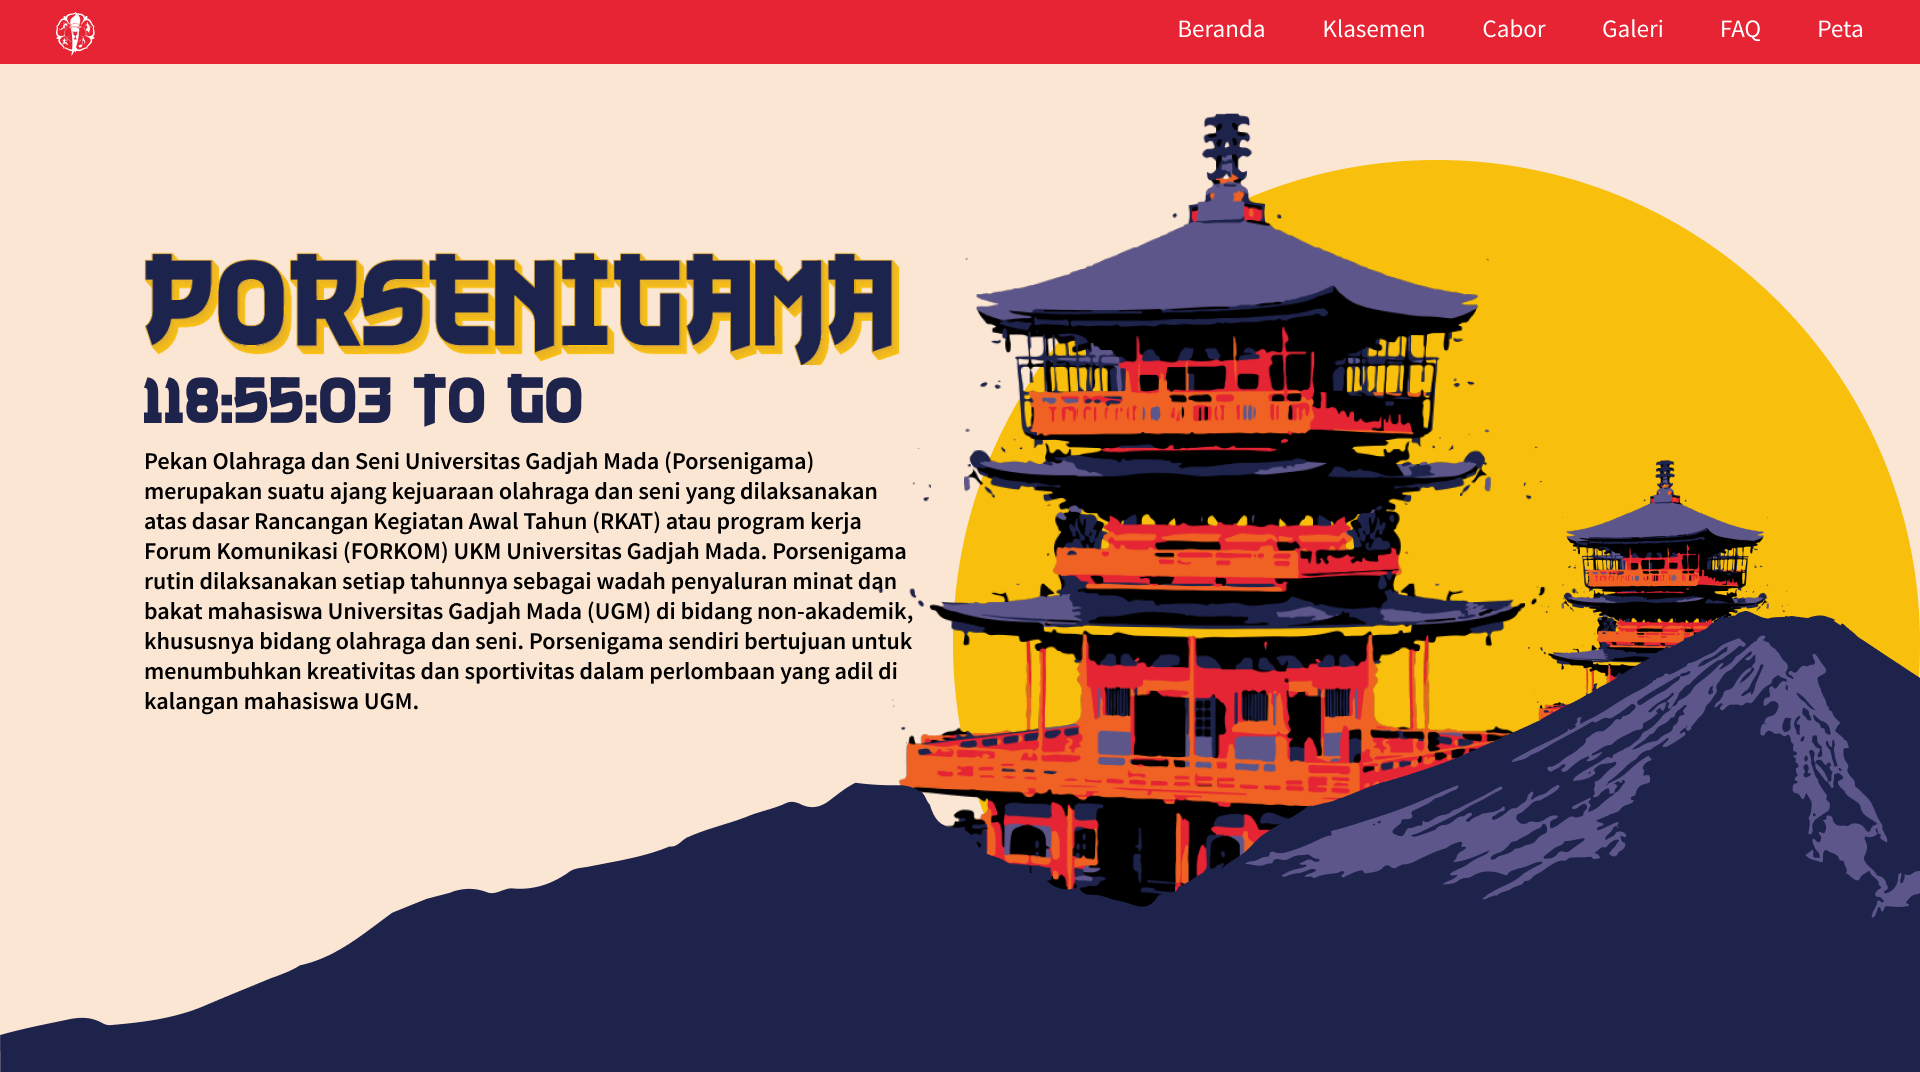 Beranda Klasemen Cabor Galeri FAQ Peta
PORSENIGAMA
118:55:03 TO GO
Pekan Olahraga dan Seni Universitas Gadjah Mada (Porsenigama)
merupakan suatu ajang kejuaraan olahraga dan seni yang dilaksanakan
atas dasar Rancangan Kegiatan Awal Tahun (RKAT) atau program kerja
Forum Komunikasi (FORKOM) UKM Universitas Gadjah Mada. Porsenigama
rutin dilaksanakan setiap tahunnya sebagai wadah penyaluran minat dan
bakat mahasiswa Universitas Gadjah Mada (UGM) di bidang non-akademik,
khususnya bidang olahraga dan seni. Porsenigama sendiri bertujuan untuk
menumbuhkan kreativitas dan sportivitas dalam perlombaan yang adil di
kalangan mahasiswa UGM.